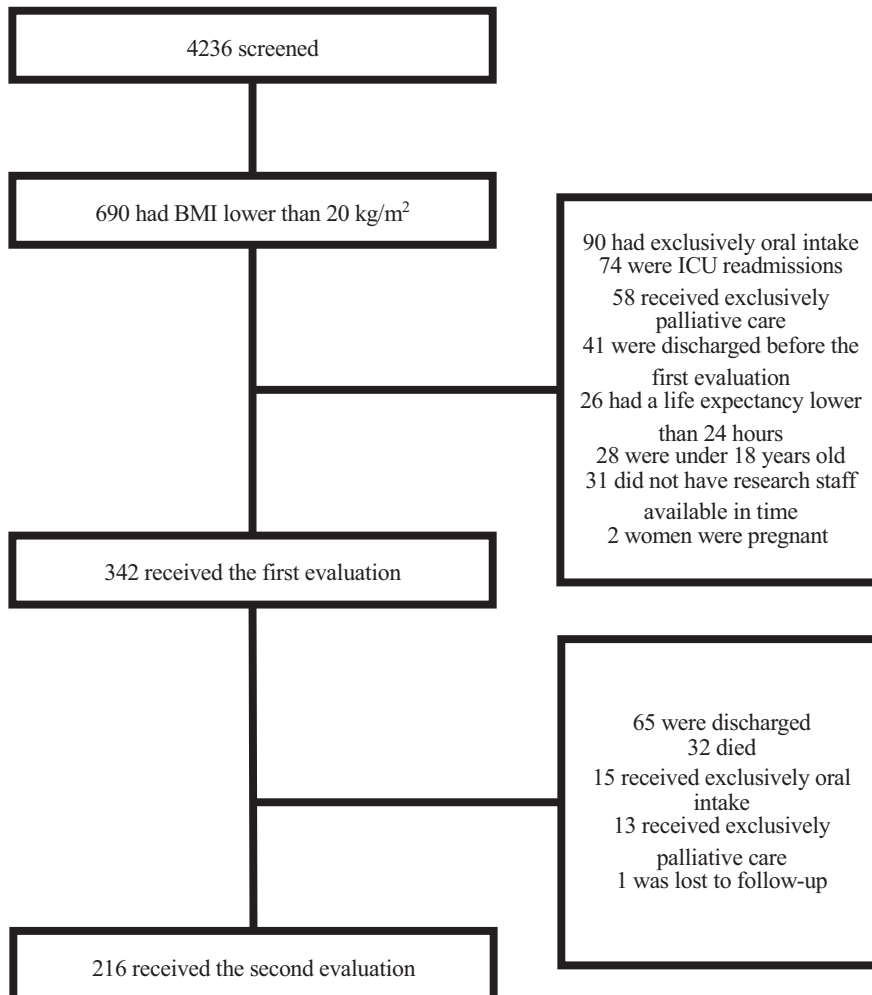 4236 screened
690 had BMI lower than 20 kg/m²
90 had exclusively oral intake
74 were ICU readmissions
58 received exclusively
palliative care
41 were discharged before the
first evaluation
26 had a life expectancy lower
than 24 hours
28 were under 18 years old
31 did not have research staff
available in time
2 women were pregnant
342 received the first evaluation
65 were discharged
32 died
15 received exclusively oral
intake
13 received exclusively
palliative care
1 was lost to follow-up
216 received the second evaluation